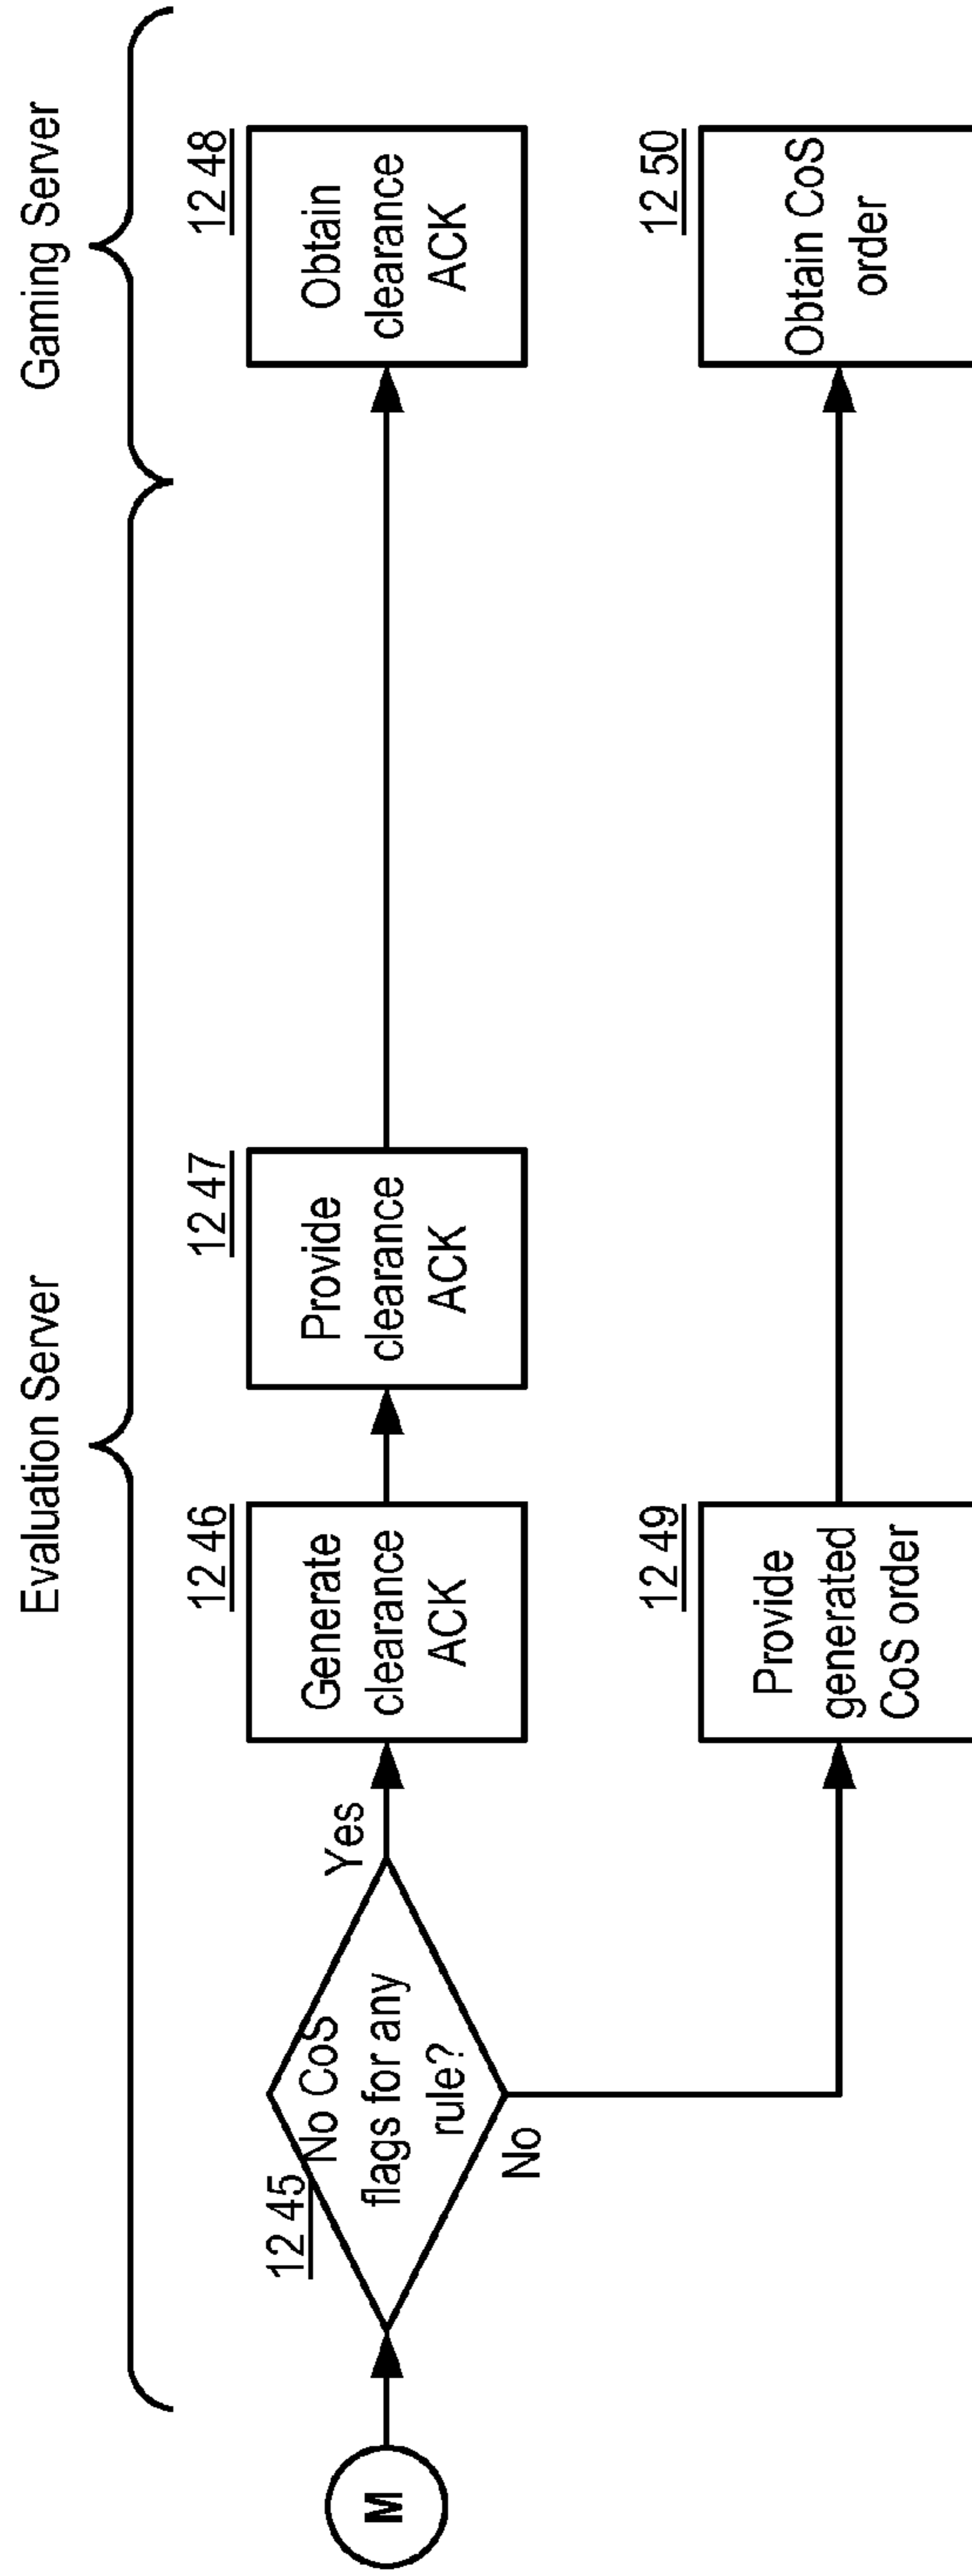 Evaluation Server
Gaming Server
M
12 45
No CoS
flags for any
rule?
Yes
No
12 46
Generate
clearance
ACK
12 47
Provide
clearance
ACK
12 48
Obtain
clearance
ACK
12 49
Provide
generated
CoS order
12 50
Obtain CoS
order